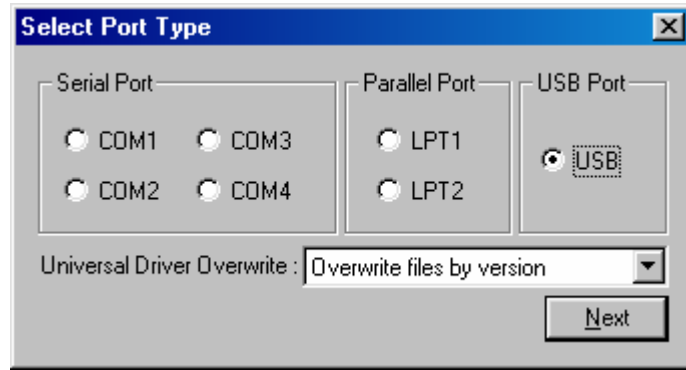 Select Port Type
Serial Port Parallel Port USB Port
COM1 COM3 LPT1
USB
COM2 COM4 LPT2
Universal Driver Overwrite : Overwrite files by version
Next